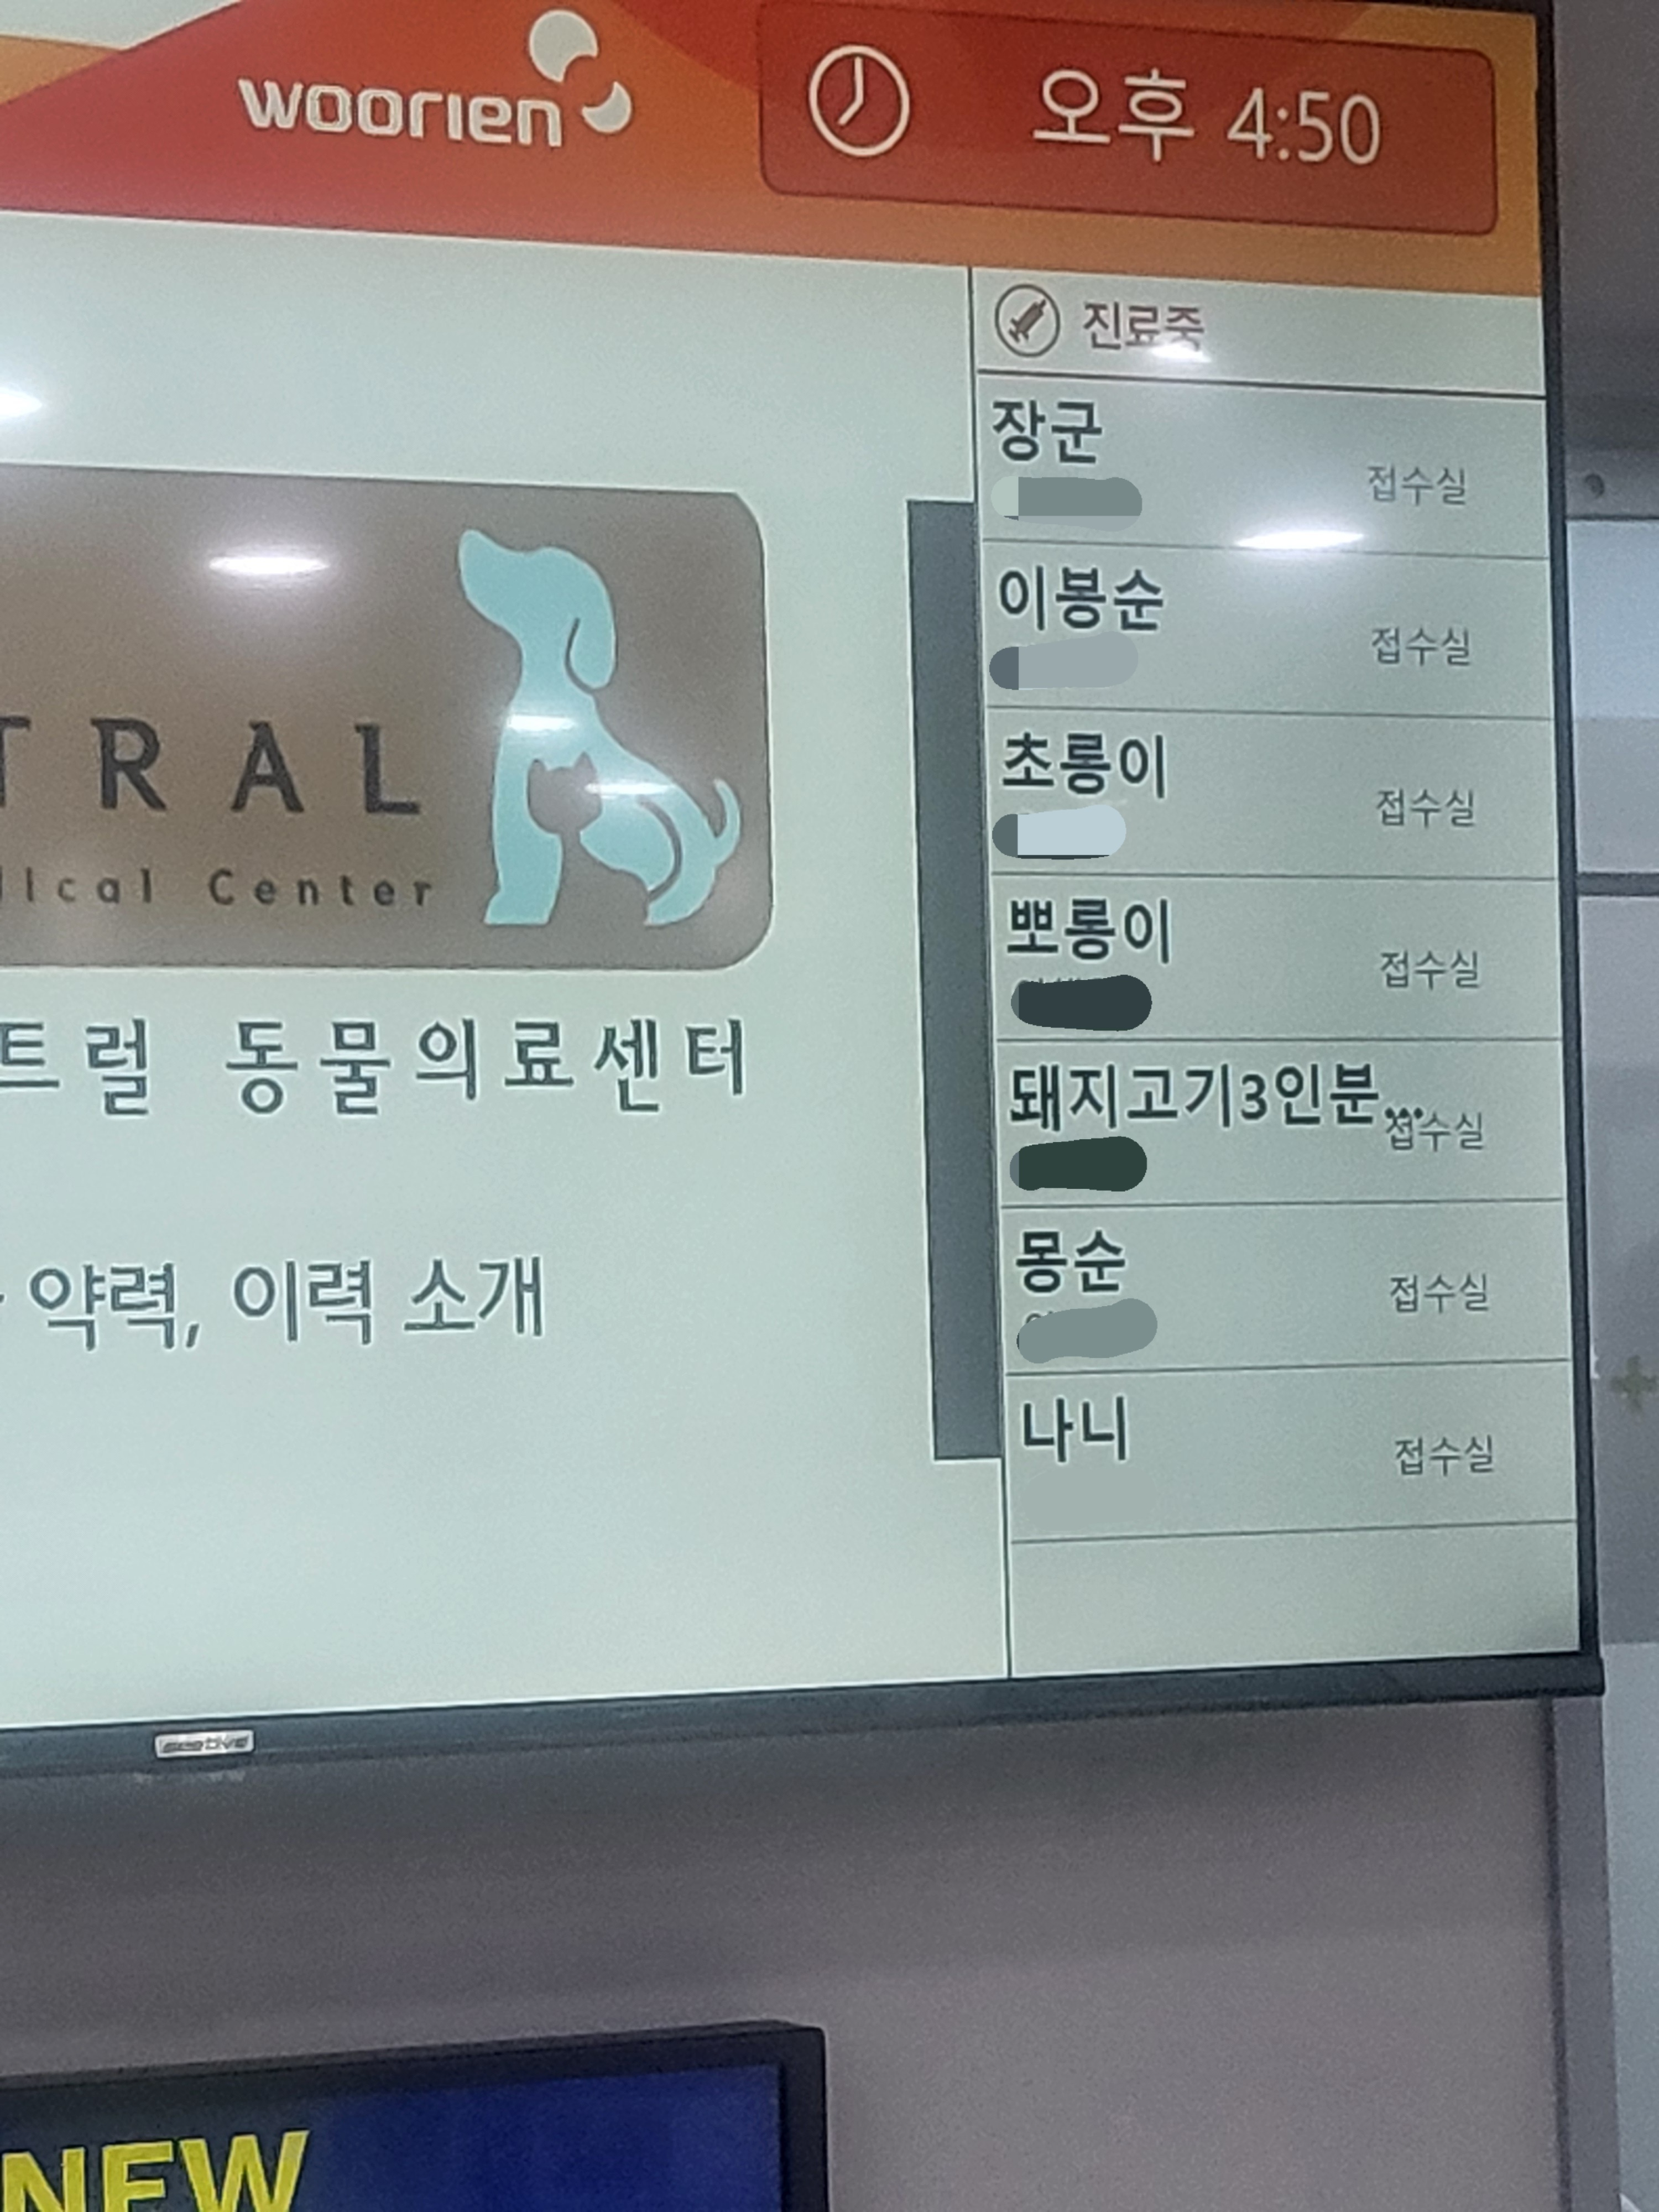 woorien
오후 4:50
진료중
장군
접수실
이봉순
접수실
초롱이
접수실
TRAL
뽀롱이
접수실
ical Center
트럴 동물의료센터
돼지고기3인분...
접수실
약력, 이력 소개
몽순
접수실
나니
접수실
NEW